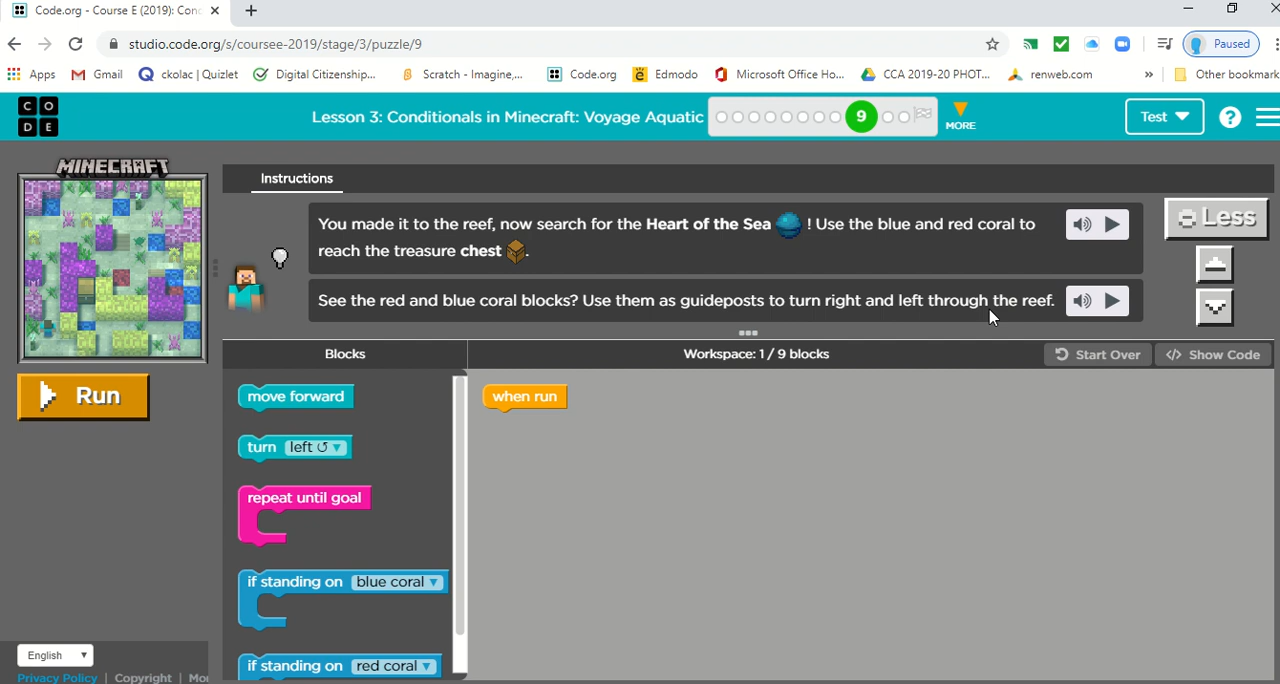 Code.org - Course E (2019): Conc
studio.code.org/s/coursee-2019/stage/3/puzzle/9
Paused
Apps
Gmail
ckolac | Quizlet
Digital Citizenship...
Scratch - Imagine,...
Code.org
Edmodo
Microsoft Office Ho...
CCA 2019-20 PHOT...
renweb.com
»
Other bookmark
C O
D E
Lesson 3: Conditionals in Minecraft: Voyage Aquatic
9
MORE
Test
?
MINECRAFT
Instructions
You made it to the reef, now search for the Heart of the Sea ! Use the blue and red coral to
reach the treasure chest .
Less
See the red and blue coral blocks? Use them as guideposts to turn right and left through the reef.
Blocks
Workspace: 1 / 9 blocks
Start Over
</> Show Code
Run
move forward
when run
turn left ↺
repeat until goal
if standing on blue coral
if standing on red coral
English
Privacy Policy | Copyright | Mo